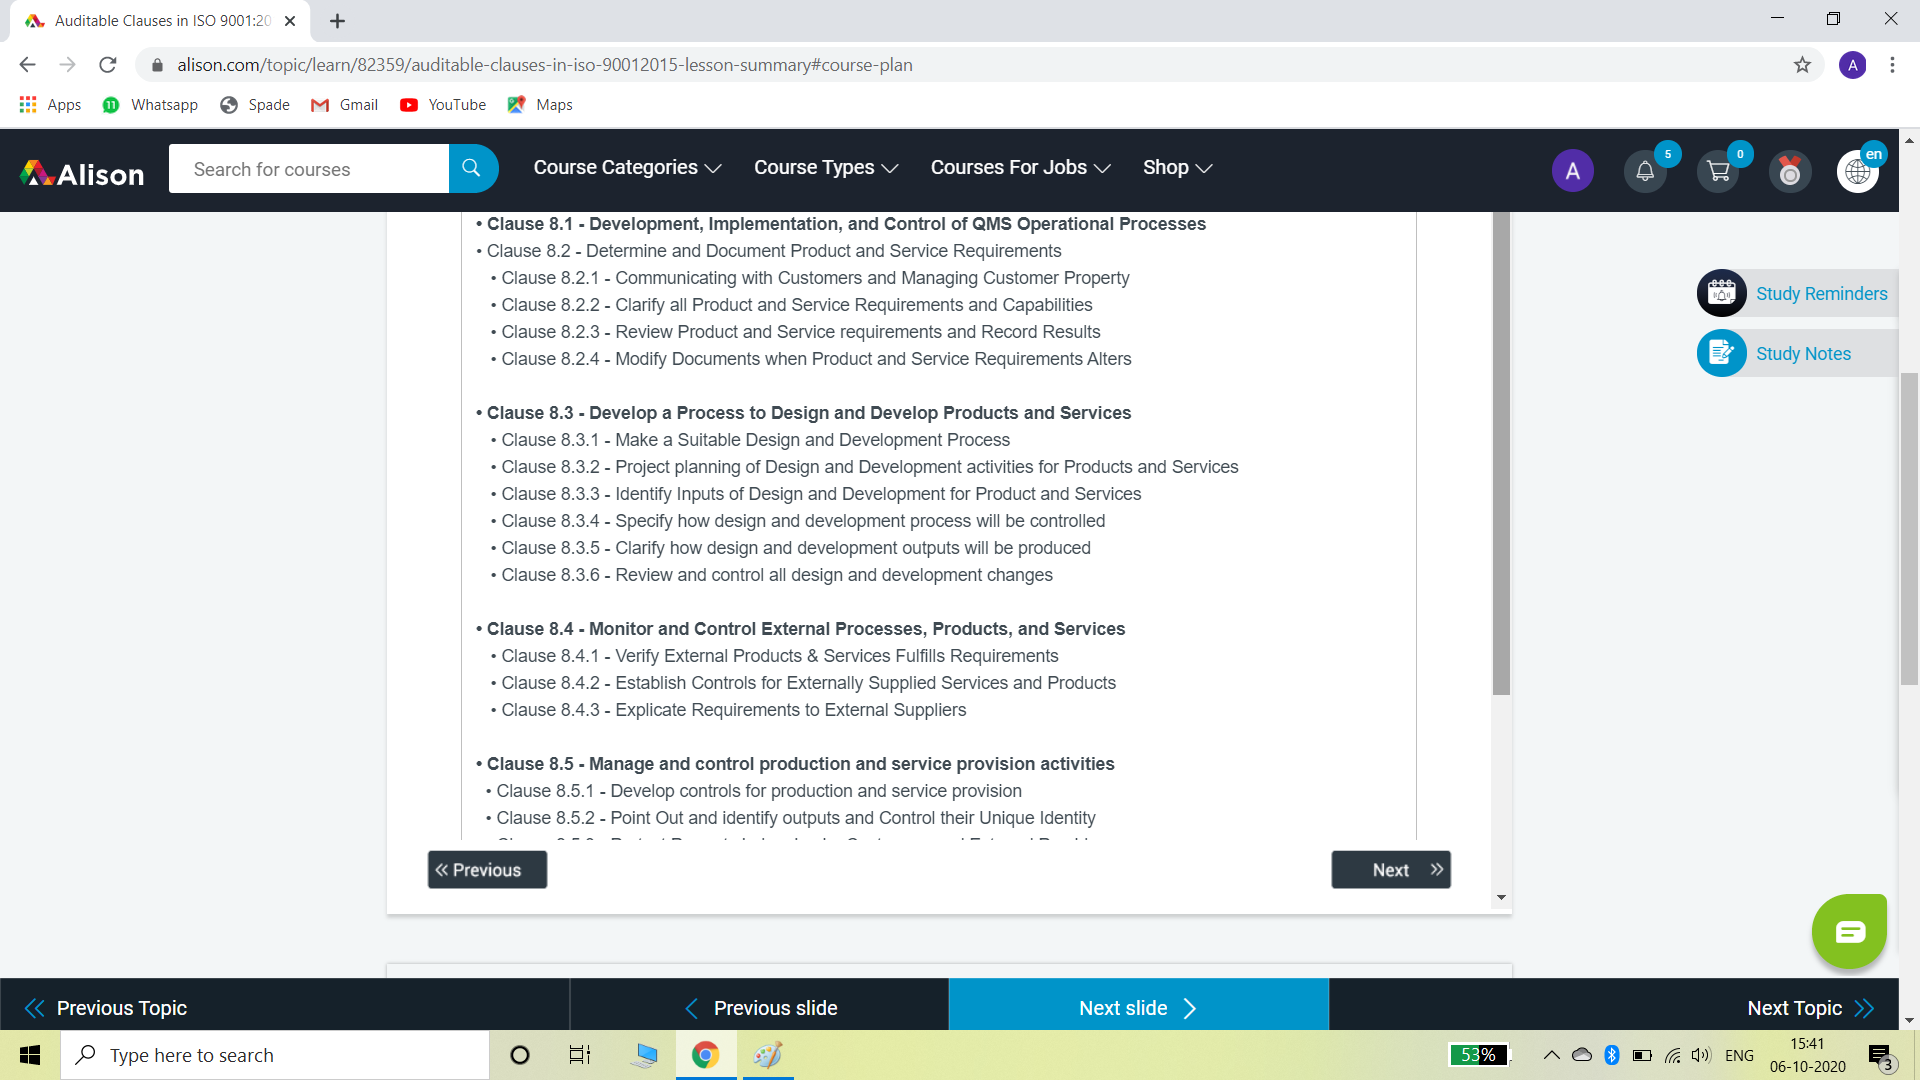 Auditable Clauses in ISO 9001:20
alison.com/topic/learn/82359/auditable-clauses-in-iso-90012015-lesson-summary#course-plan
A
Apps
11
Whatsapp
Spade
Gmail
YouTube
Maps
Alison
Search for courses
Course Categories
Course Types
Courses For Jobs
Shop
A
5
0
en
• Clause 8.1 - Development, Implementation, and Control of QMS Operational Processes
• Clause 8.2 - Determine and Document Product and Service Requirements
• Clause 8.2.1 - Communicating with Customers and Managing Customer Property
• Clause 8.2.2 - Clarify all Product and Service Requirements and Capabilities
• Clause 8.2.3 - Review Product and Service requirements and Record Results
• Clause 8.2.4 - Modify Documents when Product and Service Requirements Alters
Study Reminders
Study Notes
• Clause 8.3 - Develop a Process to Design and Develop Products and Services
• Clause 8.3.1 - Make a Suitable Design and Development Process
• Clause 8.3.2 - Project planning of Design and Development activities for Products and Services
• Clause 8.3.3 - Identify Inputs of Design and Development for Product and Services
• Clause 8.3.4 - Specify how design and development process will be controlled
• Clause 8.3.5 - Clarify how design and development outputs will be produced
• Clause 8.3.6 - Review and control all design and development changes
• Clause 8.4 - Monitor and Control External Processes, Products, and Services
• Clause 8.4.1 - Verify External Products & Services Fulfills Requirements
• Clause 8.4.2 - Establish Controls for Externally Supplied Services and Products
• Clause 8.4.3 - Explicate Requirements to External Suppliers
• Clause 8.5 - Manage and control production and service provision activities
• Clause 8.5.1 - Develop controls for production and service provision
• Clause 8.5.2 - Point Out and identify outputs and Control their Unique Identity
Previous
Next
Previous Topic
Previous slide
Next slide
Next Topic
Type here to search
53%
ENG
15:41
06-10-2020
3